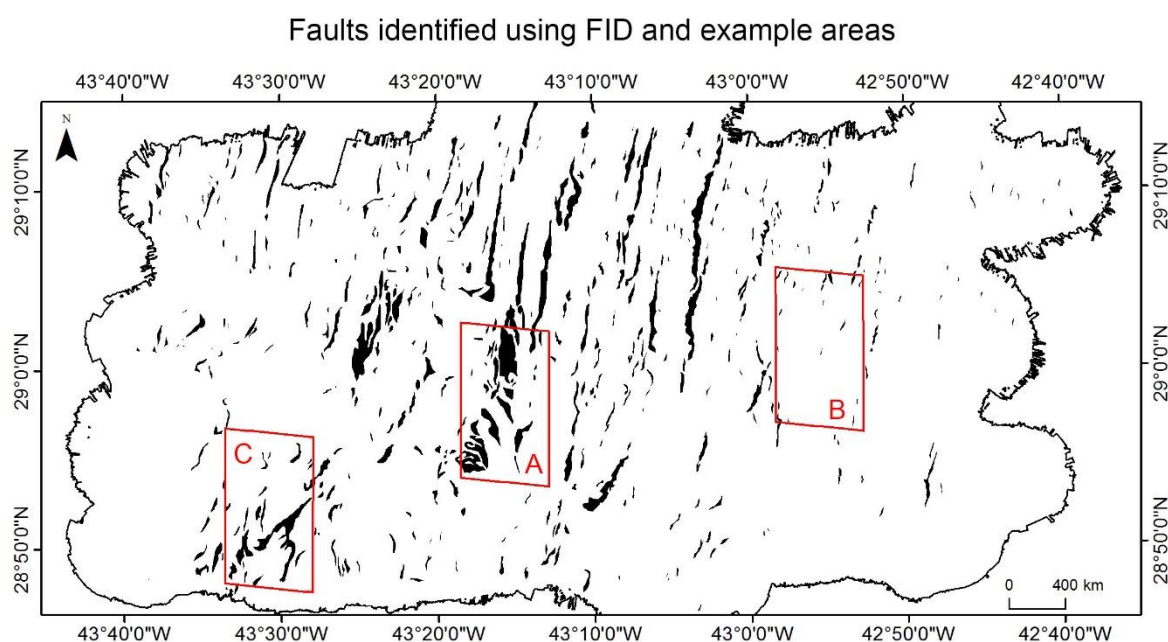 Faults identified using FID and example areas
43°40'0"W 43°30'0"W 43°20'0"W 43°10'0"W 43°0'0"W 42°50'0"W 42°40'0"W
N
29°10'0"N 29°10'0"N
29°0'0"N 29°0'0"N
B
C
A
28°50'0"N 28°50'0"N
0 400 km
43°40'0"W 43°30'0"W 43°20'0"W 43°10'0"W 43°0'0"W 42°50'0"W 42°40'0"W